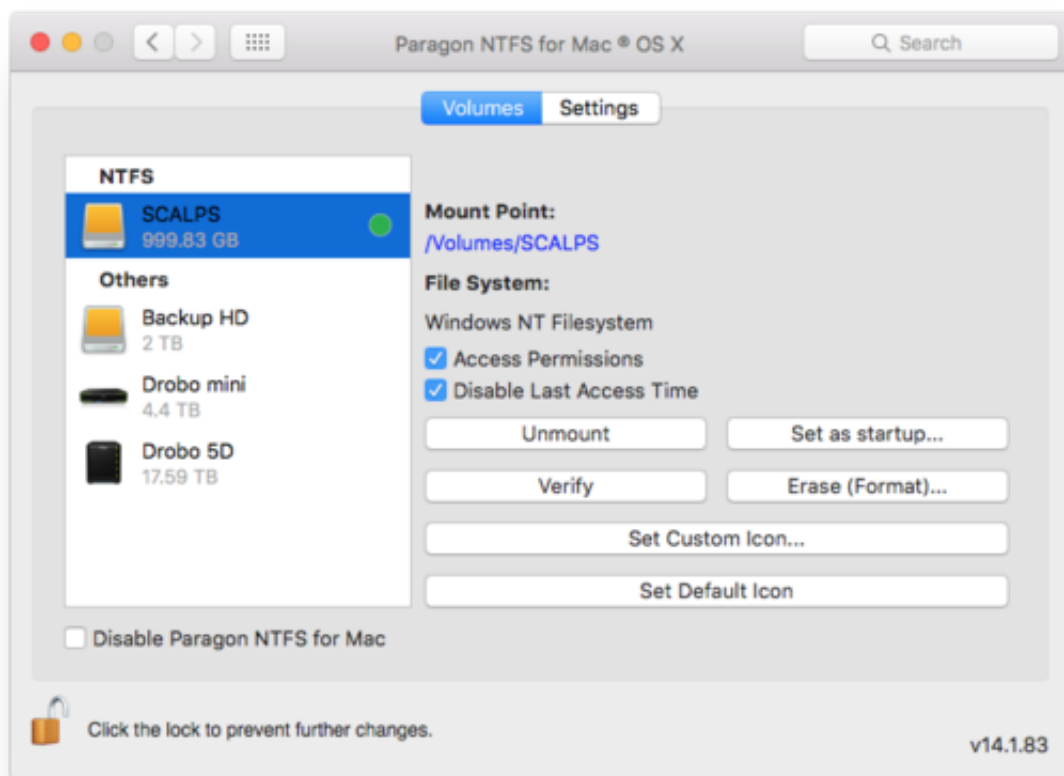 Paragon NTFS for Mac ® OS X
Search
Volumes
Settings
NTFS
SCALPS
999.83 GB
Others
Backup HD
2 TB
Drobo mini
4.4 TB
Drobo 5D
17.59 TB
Mount Point:
/Volumes/SCALPS
File System:
Windows NT Filesystem
Access Permissions
Disable Last Access Time
Unmount
Set as startup...
Verify
Erase (Format)...
Set Custom Icon...
Set Default Icon
Disable Paragon NTFS for Mac
Click the lock to prevent further changes.
v14.1.83